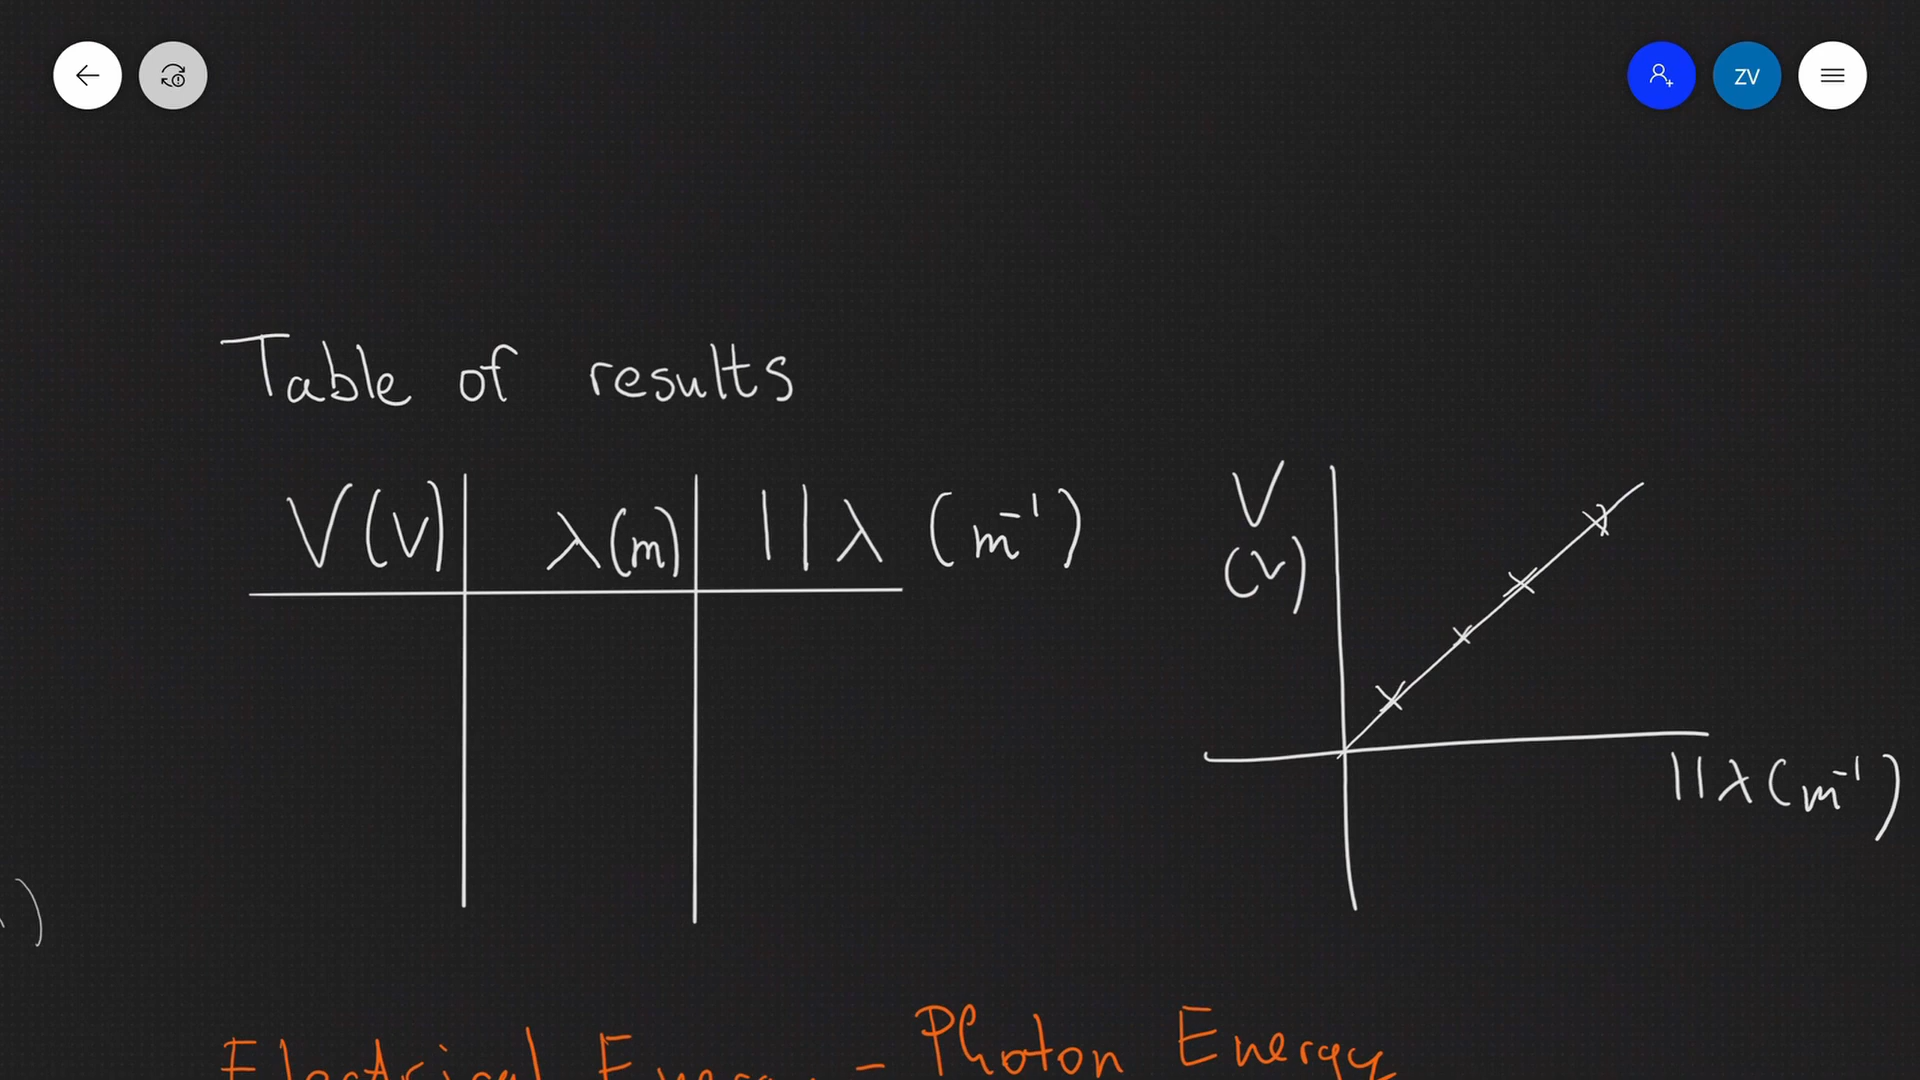 ZV
Table of results
V(V) λ(m) 1/λ (m⁻¹)
V
(V)
1/λ(m⁻¹)
Electrical Energy = Photon Energy